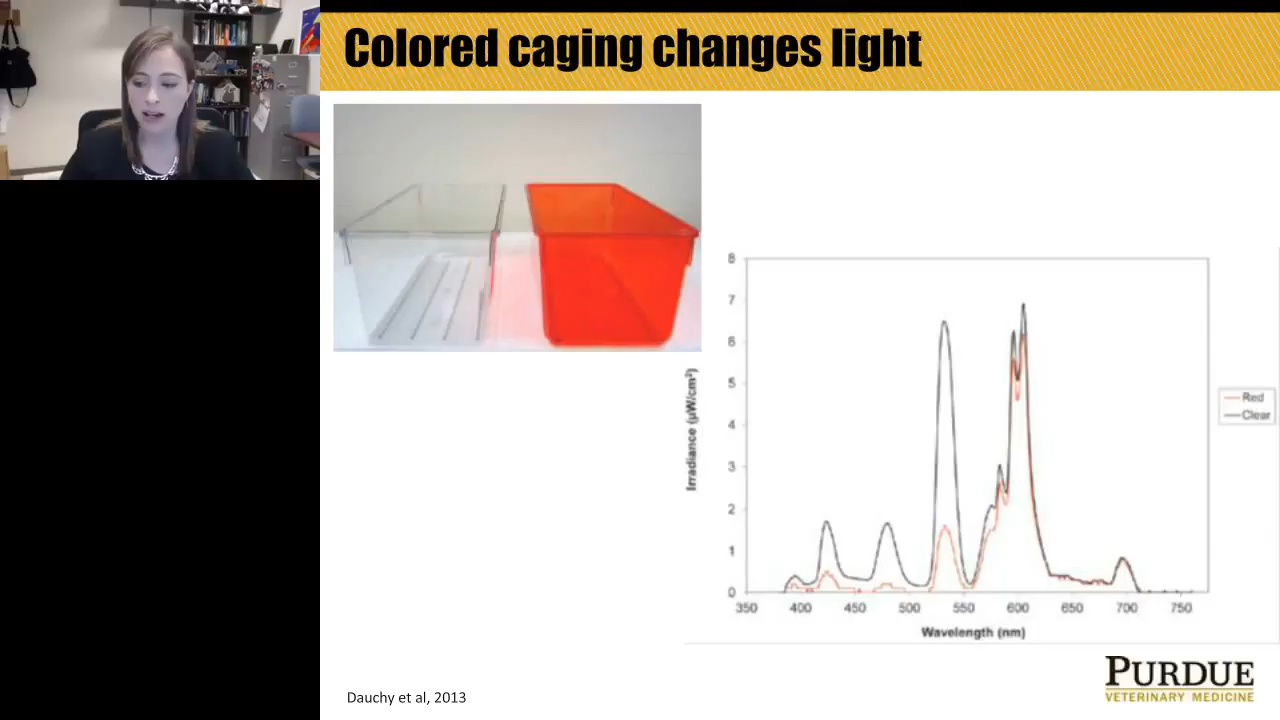 Colored caging changes light
8
7
6
5
4
3
2
1
0
Irradiance (µW/cm²)
350 400 450 500 550 600 650 700 750
Wavelength (nm)
Red
Clear
Dauchy et al, 2013
PURDUE
VETERINARY MEDICINE